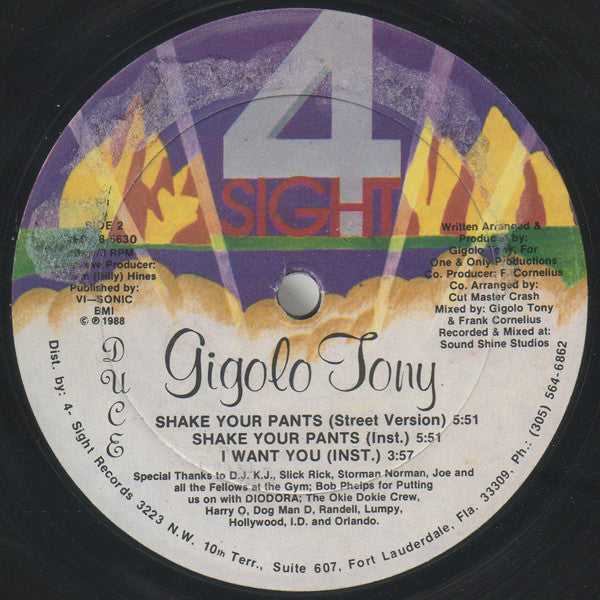 4
SIGHT
SIDE 2
5630
RPM
Producer:
(Billy) Hines
Published by:
VI—SONIC
BMI
© ℗ 1988
Written Arranged &
Produced by:
Gigolo Tony. For
One & Only Productions
Co. Producer: F. Cornelius
Co. Arranged by:
Cut Master Crash
Mixed by: Gigolo Tony
& Frank Cornelius
Recorded & Mixed at:
Sound Shine Studios
DUCE
Gigolo Tony
SHAKE YOUR PANTS (Street Version) 5:51
SHAKE YOUR PANTS (Inst.) 5:51
I WANT YOU (INST.) 3:57
Special Thanks to D.J. K.J., Slick Rick, Storman Norman, Joe and
all the Fellows at the Gym; Bob Phelps for Putting
us on with DIODORA; The Okie Dokie Crew,
Harry O, Dog Man D, Randell, Lumpy,
Hollywood, I.D. and Orlando.
Dist. by: 4- Sight Records 3223 N.W. 10th Terr., Suite 607, Fort Lauderdale, Fla. 33309, Ph.: (305) 564-6862